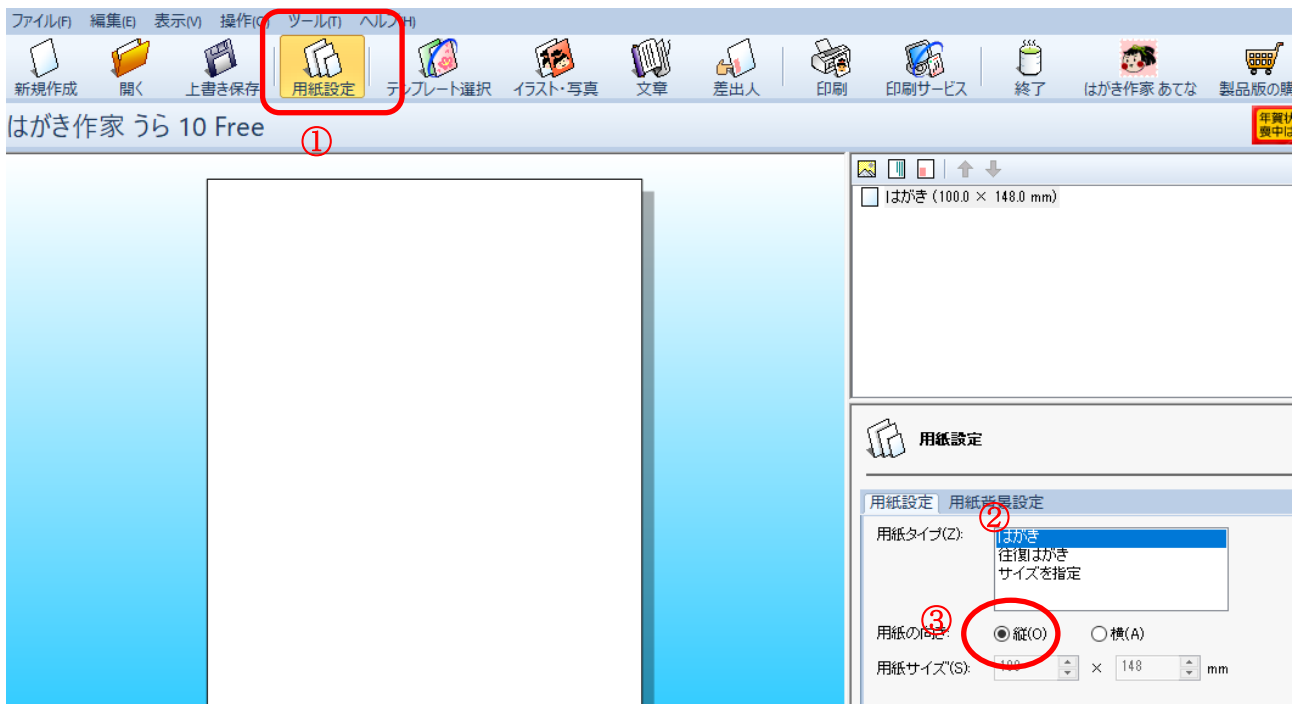 ファイル(F) 編集(E) 表示(V) 操作(O) ツール(T) ヘルプ(H)
新規作成 開く 上書き保存 用紙設定 テンプレート選択 イラスト・写真 文章 差出人 印刷 印刷サービス 終了 はがき作家 あてな 製品版の購
はがき作家 うら 10 Free
①
年賀状
喪中は
はがき (100.0 × 148.0 mm)
用紙設定
用紙設定 用紙背景設定
②
用紙タイプ(Z): はがき
往復はがき
サイズを指定
③
用紙の向き: 縦(O) 横(A)
用紙サイズ(S): 100 × 148 mm